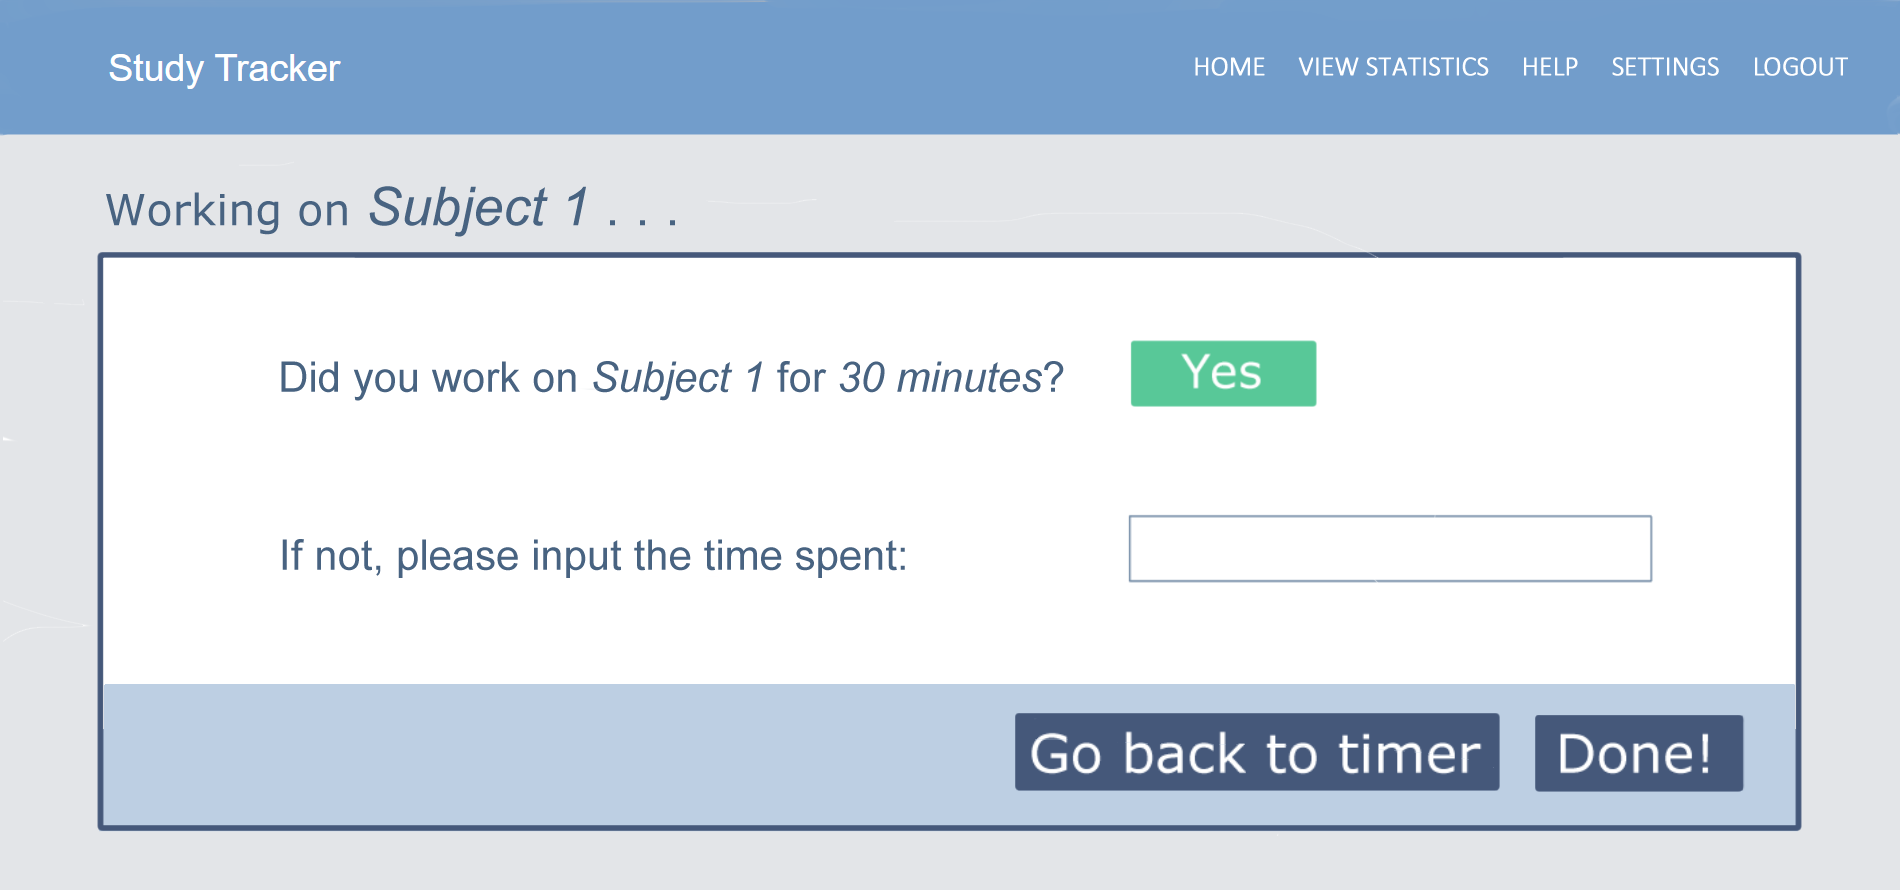 Study Tracker
HOME VIEW STATISTICS HELP SETTINGS LOGOUT
Working on Subject 1 . . .
Did you work on Subject 1 for 30 minutes?
Yes
If not, please input the time spent:
Go back to timer
Done!